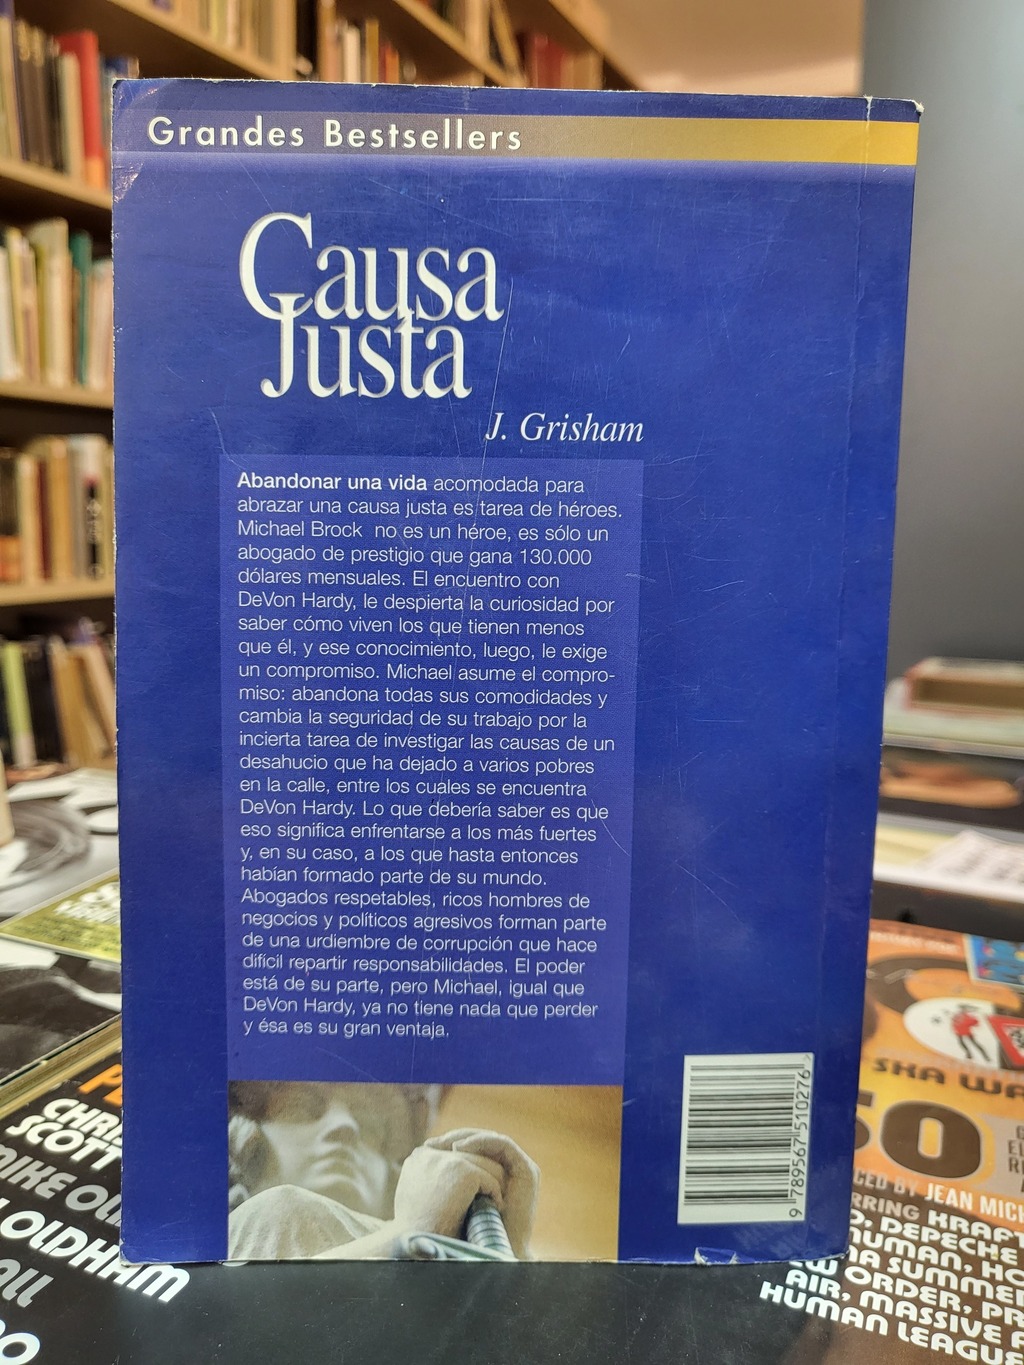 Grandes Bestsellers
Causa
Justa
J. Grisham
Abandonar una vida acomodada para
abrazar una causa justa es tarea de héroes.
Michael Brock no es un héroe, es sólo un
abogado de prestigio que gana 130.000
dólares mensuales. El encuentro con
DeVon Hardy, le despierta la curiosidad por
saber cómo viven los que tienen menos
que él, y ese conocimiento, luego, le exige
un compromiso. Michael asume el compro-
miso: abandona todas sus comodidades y
cambia la seguridad de su trabajo por la
incierta tarea de investigar las causas de un
desahucio que ha dejado a varios pobres
en la calle, entre los cuales se encuentra
DeVon Hardy. Lo que debería saber es que
eso significa enfrentarse a los más fuertes
y, en su caso, a los que hasta entonces
habían formado parte de su mundo.
Abogados respetables, ricos hombres de
negocios y políticos agresivos forman parte
de una urdiembre de corrupción que hace
difícil repartir responsabilidades. El poder
está de su parte, pero Michael, igual que
DeVon Hardy, ya no tiene nada que perder
y ésa es su gran ventaja.
9 789567 510276
SCOTT
MIKE
OLDHAM
SKA
50
BY JEAN
DEPECHE
SUMMER
ORDER,
AIR, MASSIVE
HUMAN LEAGUE